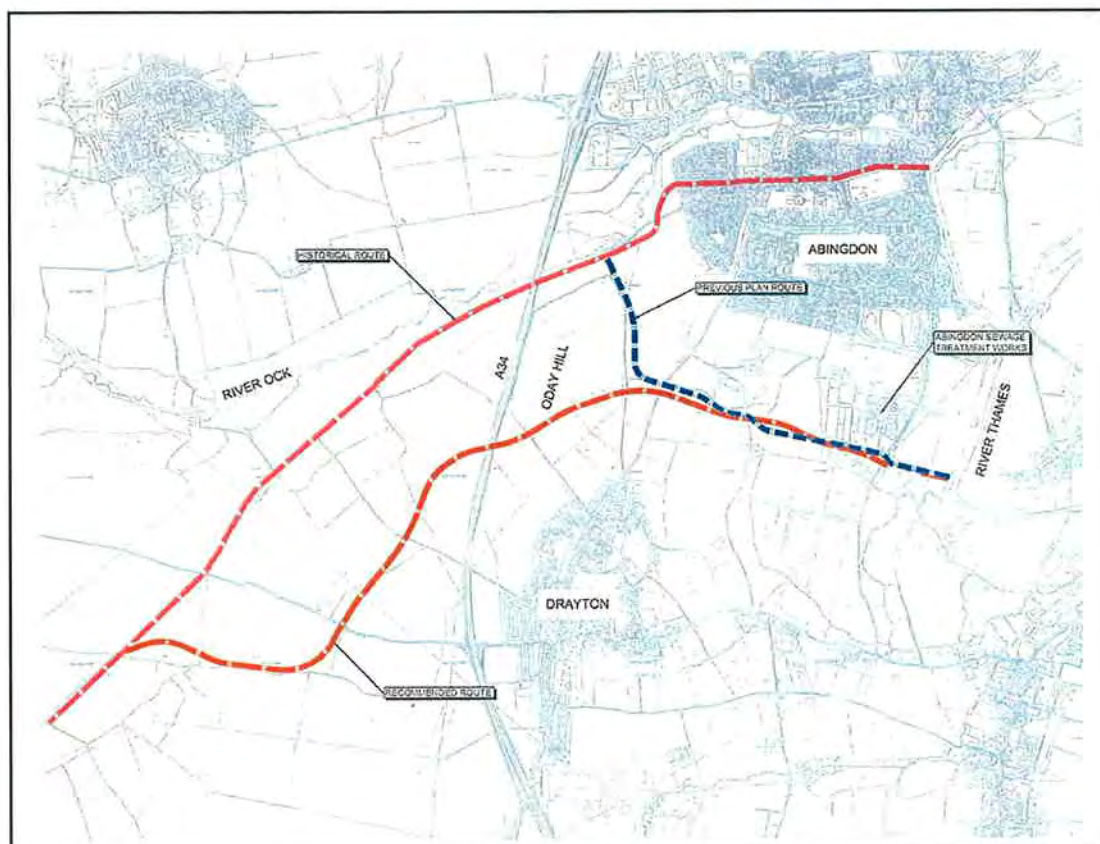 HISTORICAL ROUTE
ABINGDON
PREVIOUS PLAN ROUTE
ABINGDON SEWAGE
TREATMENT WORKS
A34
ODAY HILL
RIVER OCK
RIVER THAMES
DRAYTON
RECOMMENDED ROUTE